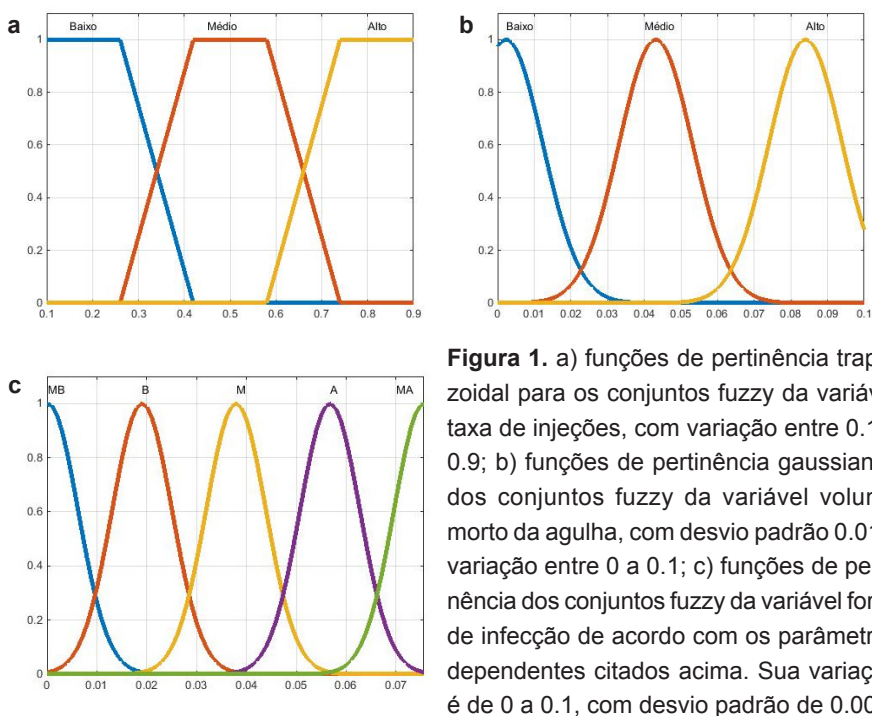 a
Baixo Médio Alto
1
0.8
0.6
0.4
0.2
0
0.1 0.2 0.3 0.4 0.5 0.6 0.7 0.8 0.9
b
Baixo Médio Alto
1
0.8
0.6
0.4
0.2
0
0 0.01 0.02 0.03 0.04 0.05 0.06 0.07 0.08 0.09 0.1
c
MB B M A MA
1
0.8
0.6
0.4
0.2
0
0 0.01 0.02 0.03 0.04 0.05 0.06 0.07
Figura 1. a) funções de pertinência trap
zoidal para os conjuntos fuzzy da variáv
taxa de injeções, com variação entre 0.1
0.9; b) funções de pertinência gaussian
dos conjuntos fuzzy da variável volur
morto da agulha, com desvio padrão 0.01
variação entre 0 a 0.1; c) funções de pe
nência dos conjuntos fuzzy da variável for
de infecção de acordo com os parâmetr
dependentes citados acima. Sua variaç
é de 0 a 0.1, com desvio padrão de 0.00